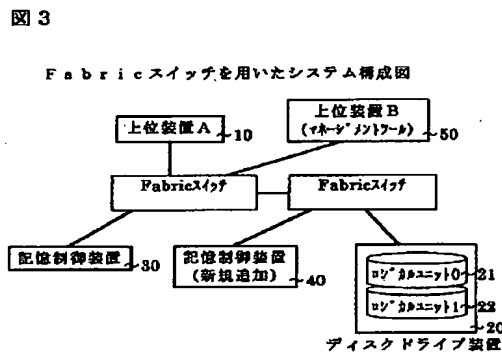 図3
Fabricスイッチを用いたシステム構成図
上位装置A
10
上位装置B
(マネージメントツール)
50
Fabricスイッチ
Fabricスイッチ
記憶制御装置
30
記憶制御装置
(新規追加)
40
ロジカルユニット0
21
ロジカルユニット1
22
20
ディスクドライブ装置